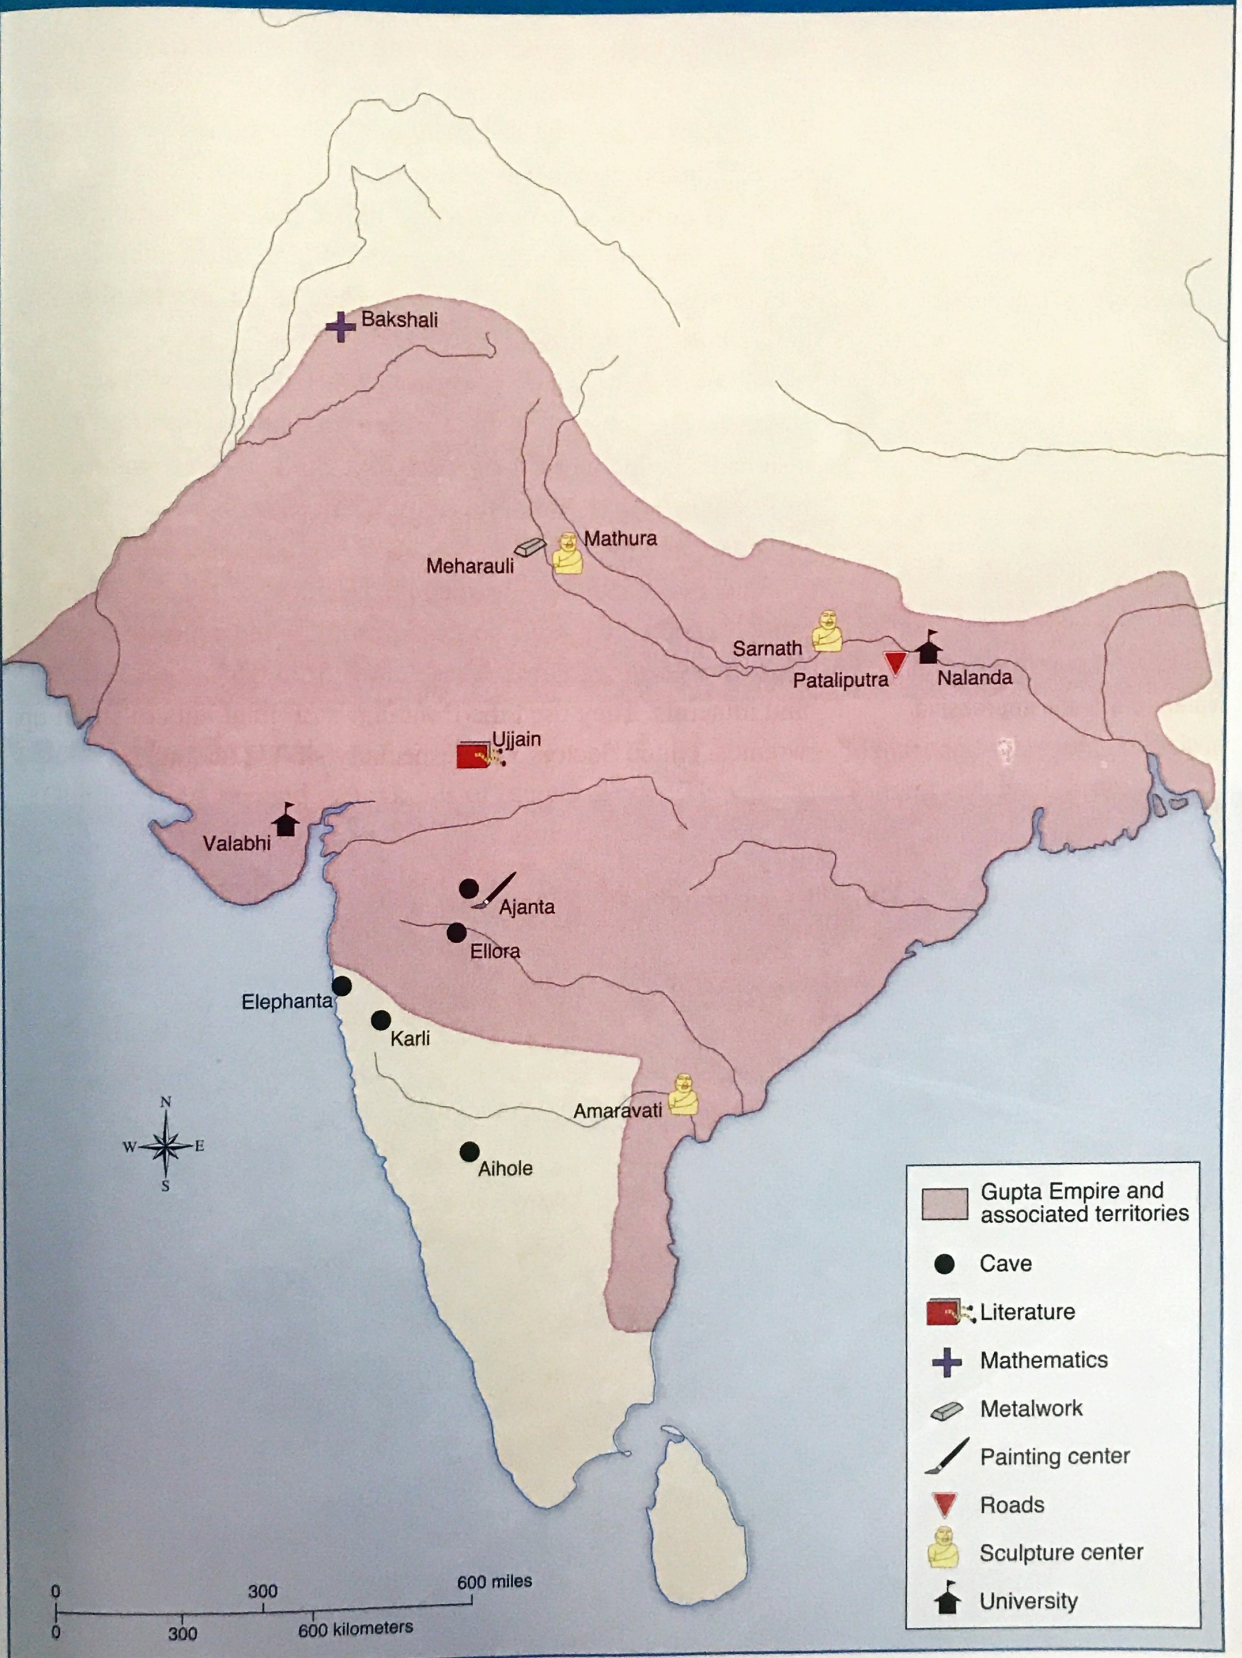 Bakshali
Mathura
Meharauli
Sarnath
Pataliputra
Nalanda
Ujjain
Valabhi
Ajanta
Ellora
Elephanta
Karli
Amaravati
Aihole
N
W E
S
Gupta Empire and
associated territories
Cave
Literature
Mathematics
Metalwork
Painting center
Roads
Sculpture center
University
0 300 600 miles
0 300 600 kilometers